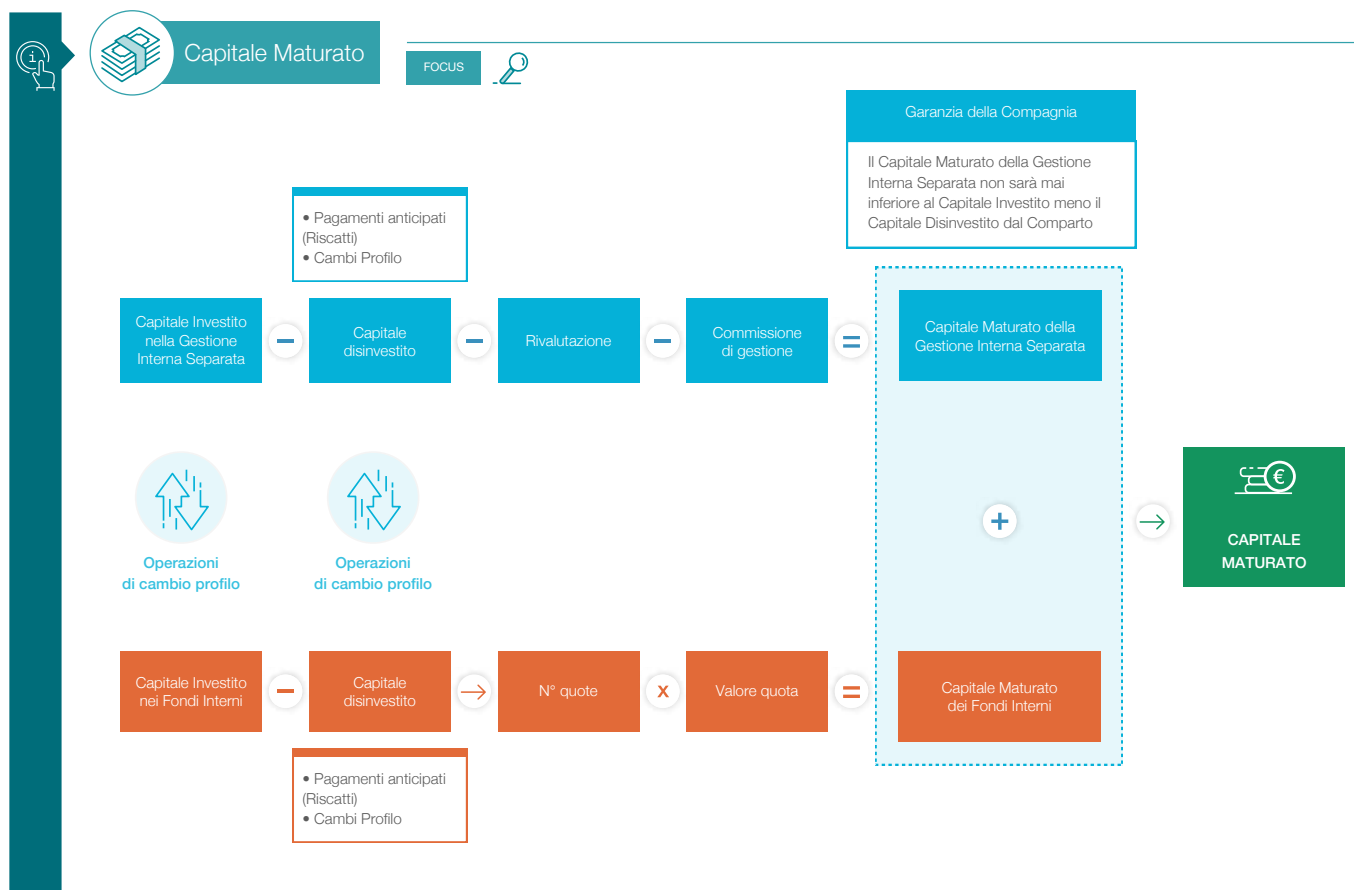 Capitale Maturato
FOCUS
Garanzia della Compagnia
Il Capitale Maturato della Gestione
Interna Separata non sarà mai
inferiore al Capitale Investito meno il
Capitale Disinvestito dal Comparto
• Pagamenti anticipati
(Riscatti)
• Cambi Profilo
Capitale Investito
nella Gestione
Interna Separata
−
Capitale
disinvestito
−
Rivalutazione
−
Commissione
di gestione
=
Capitale Maturato della
Gestione Interna Separata
Operazioni
di cambio profilo
Operazioni
di cambio profilo
+
→
€
CAPITALE
MATURATO
Capitale Investito
nei Fondi Interni
−
Capitale
disinvestito
→
N° quote
x
Valore quota
=
Capitale Maturato
dei Fondi Interni
• Pagamenti anticipati
(Riscatti)
• Cambi Profilo